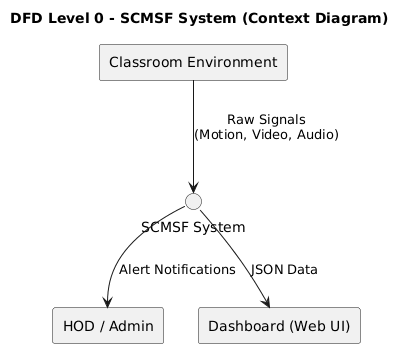 DFD Level 0 - SCMSF System (Context Diagram)
Classroom Environment
Raw Signals
(Motion, Video, Audio)
SCMSF System
Alert Notifications
JSON Data
HOD / Admin
Dashboard (Web UI)